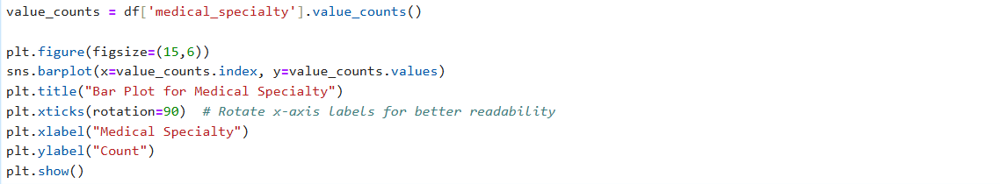 value_counts = df['medical_specialty'].value_counts()
plt.figure(figsize=(15,6))
sns.barplot(x=value_counts.index, y=value_counts.values)
plt.title("Bar Plot for Medical Specialty")
plt.xticks(rotation=90)  # Rotate x-axis labels for better readability
plt.xlabel("Medical Specialty")
plt.ylabel("Count")
plt.show()